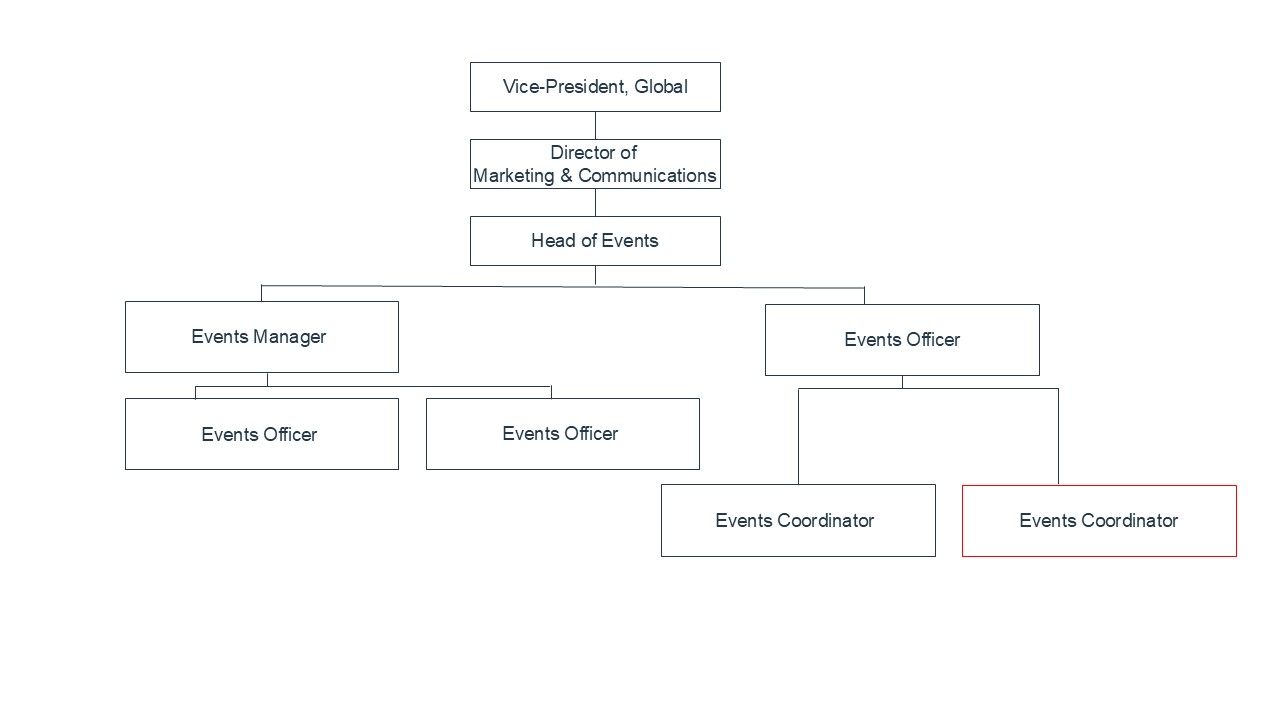 Vice-President, Global
Director of
Marketing & Communications
Head of Events
Events Manager
Events Officer
Events Officer
Events Officer
Events Coordinator
Events Coordinator